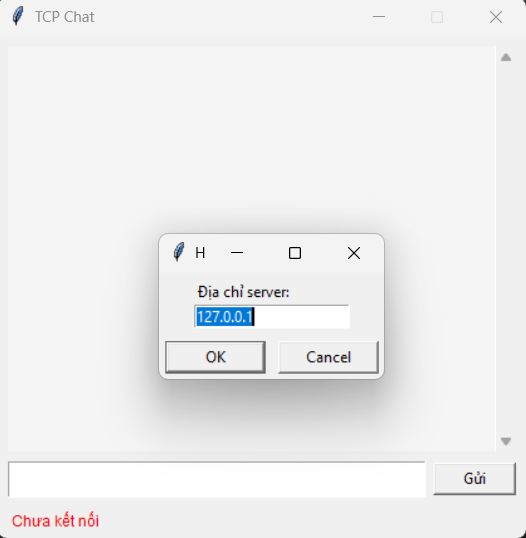 TCP Chat
H
Địa chỉ server:
127.0.0.1
OK
Cancel
Gửi
Chưa kết nối